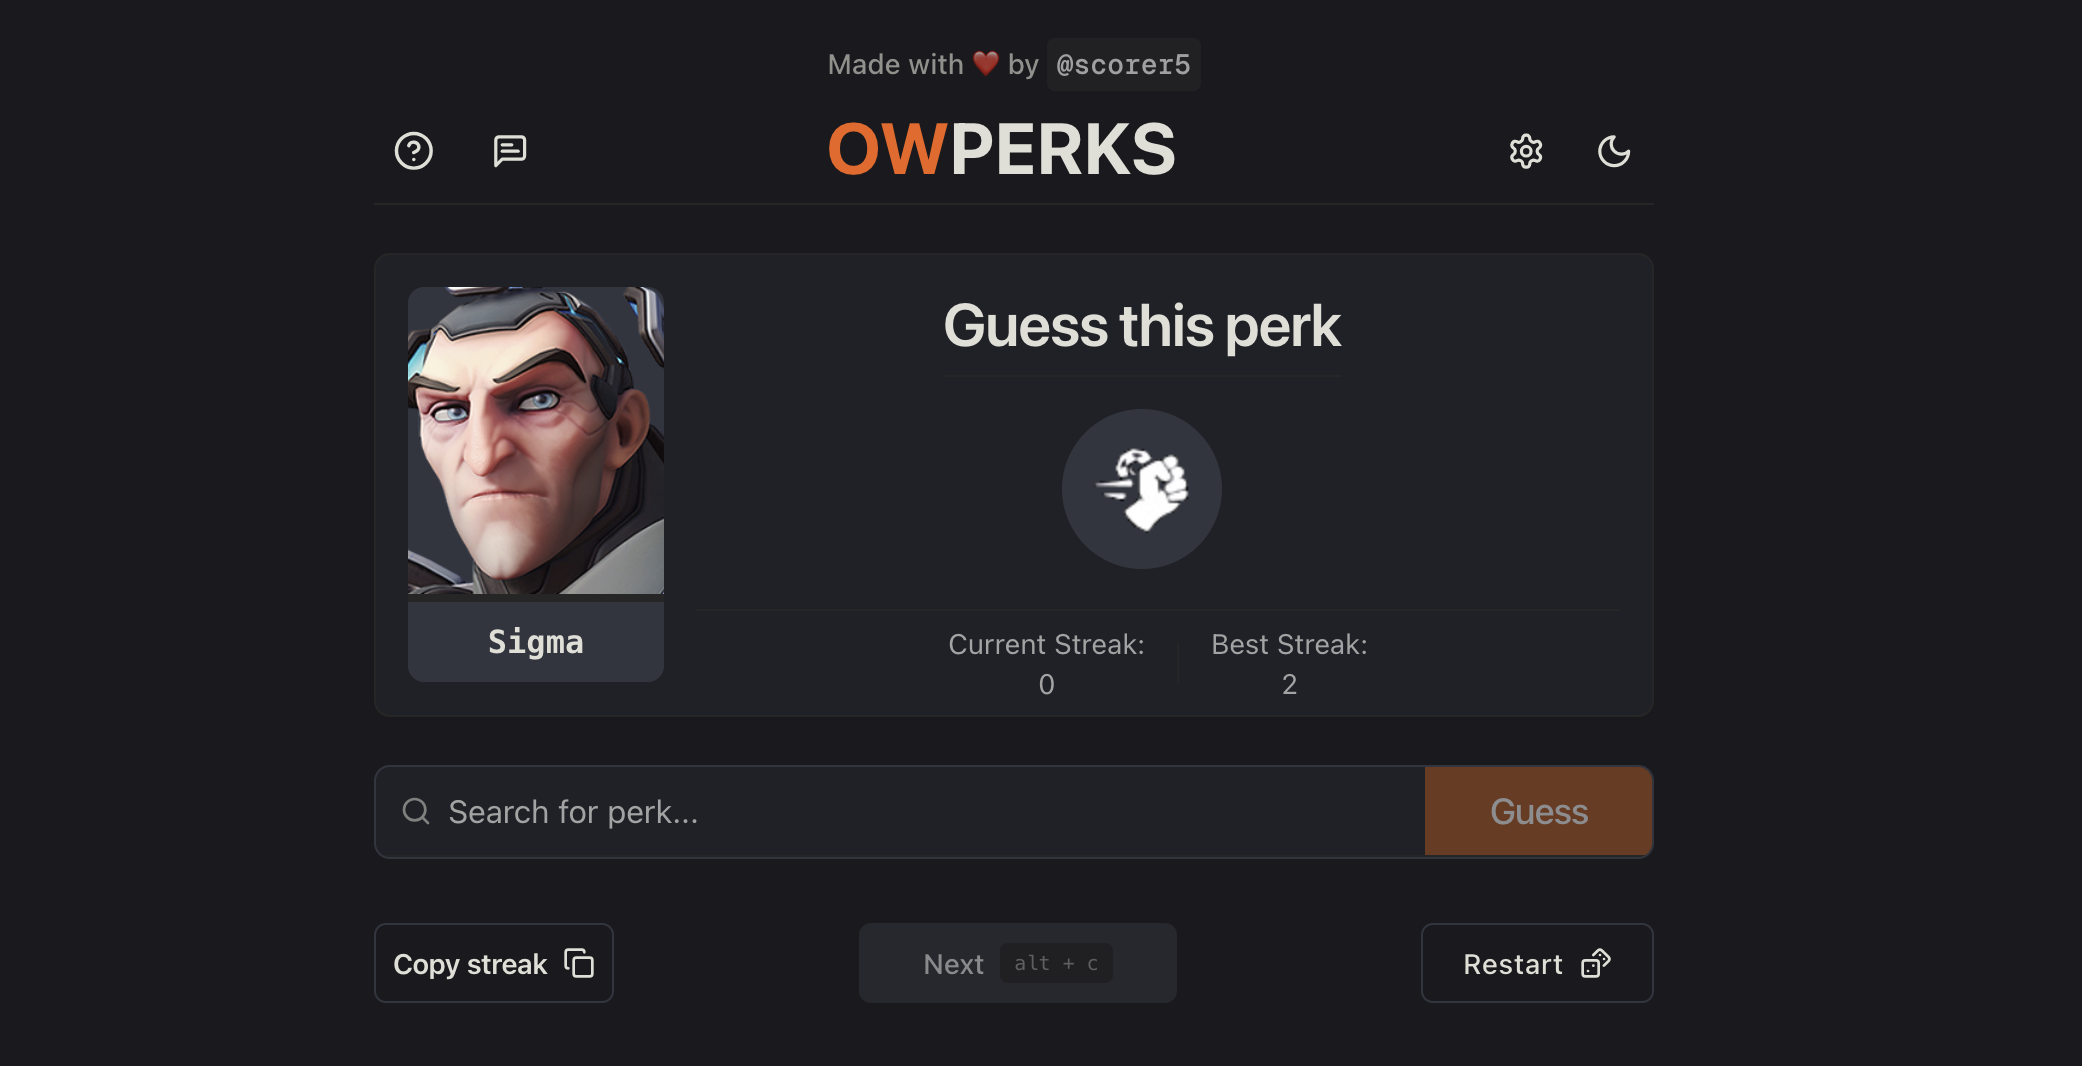 Made with ❤️ by @scorer5
OWPERKS
Guess this perk
Sigma
Current Streak:
0
Best Streak:
2
Search for perk...
Guess
Copy streak
Next alt + c
Restart